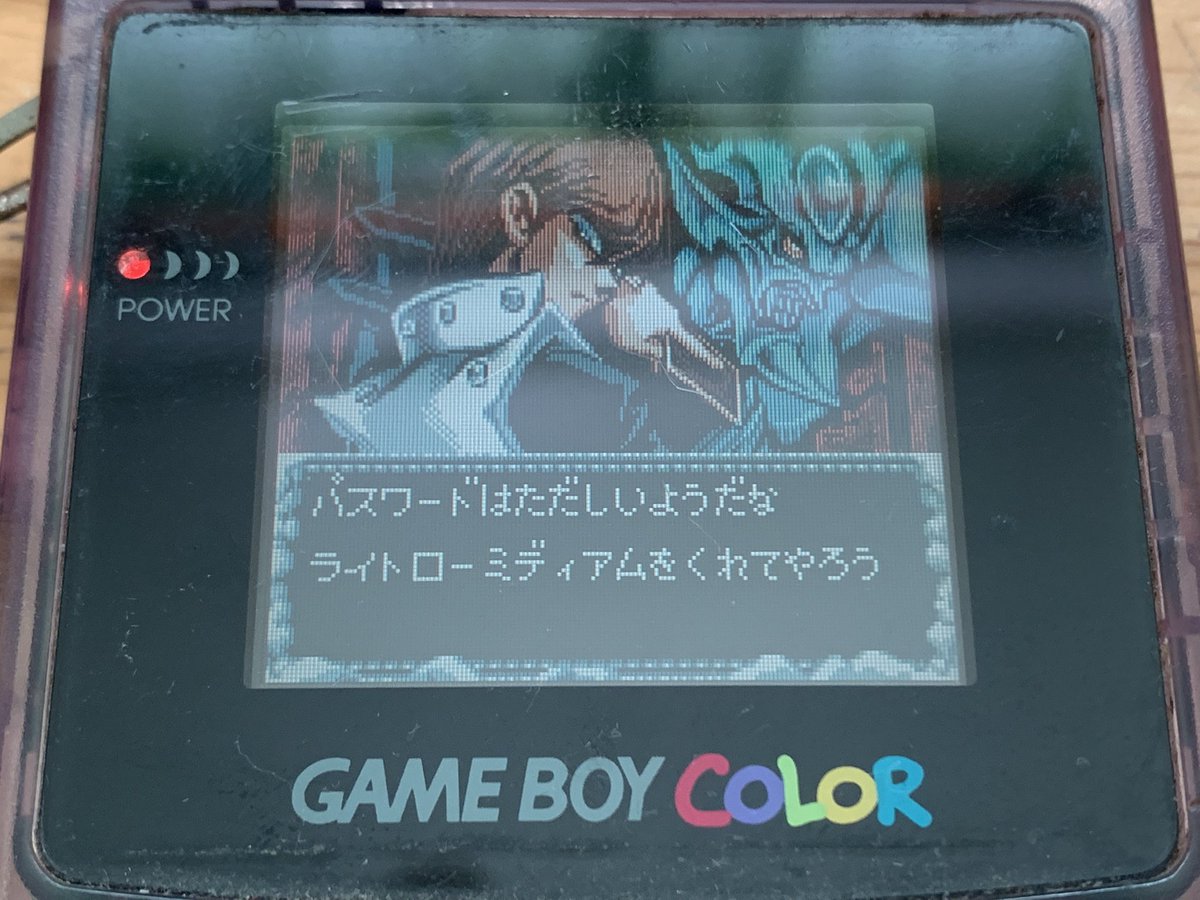 POWER
パスワードはただしいようだな
ライトローミディアムをくれてやろう
GAME BOY COLOR